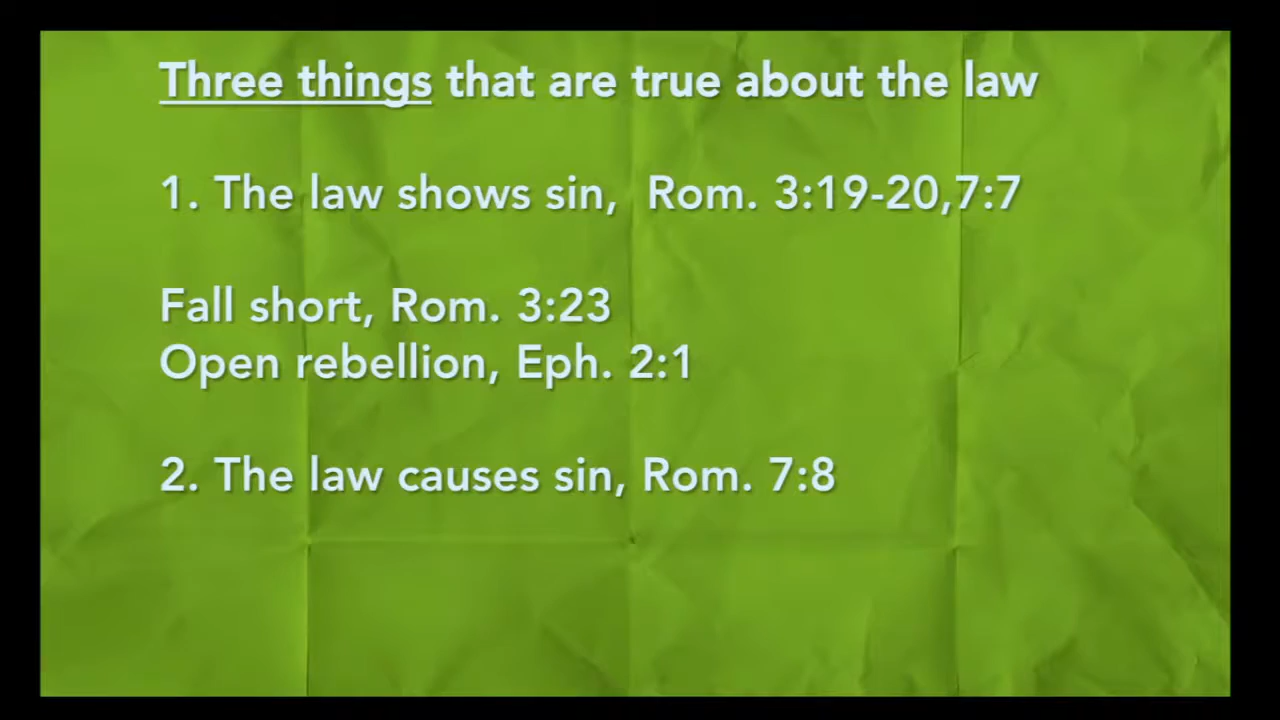 Three things that are true about the law
1. The law shows sin,  Rom. 3:19-20,7:7
Fall short, Rom. 3:23
Open rebellion, Eph. 2:1
2. The law causes sin, Rom. 7:8